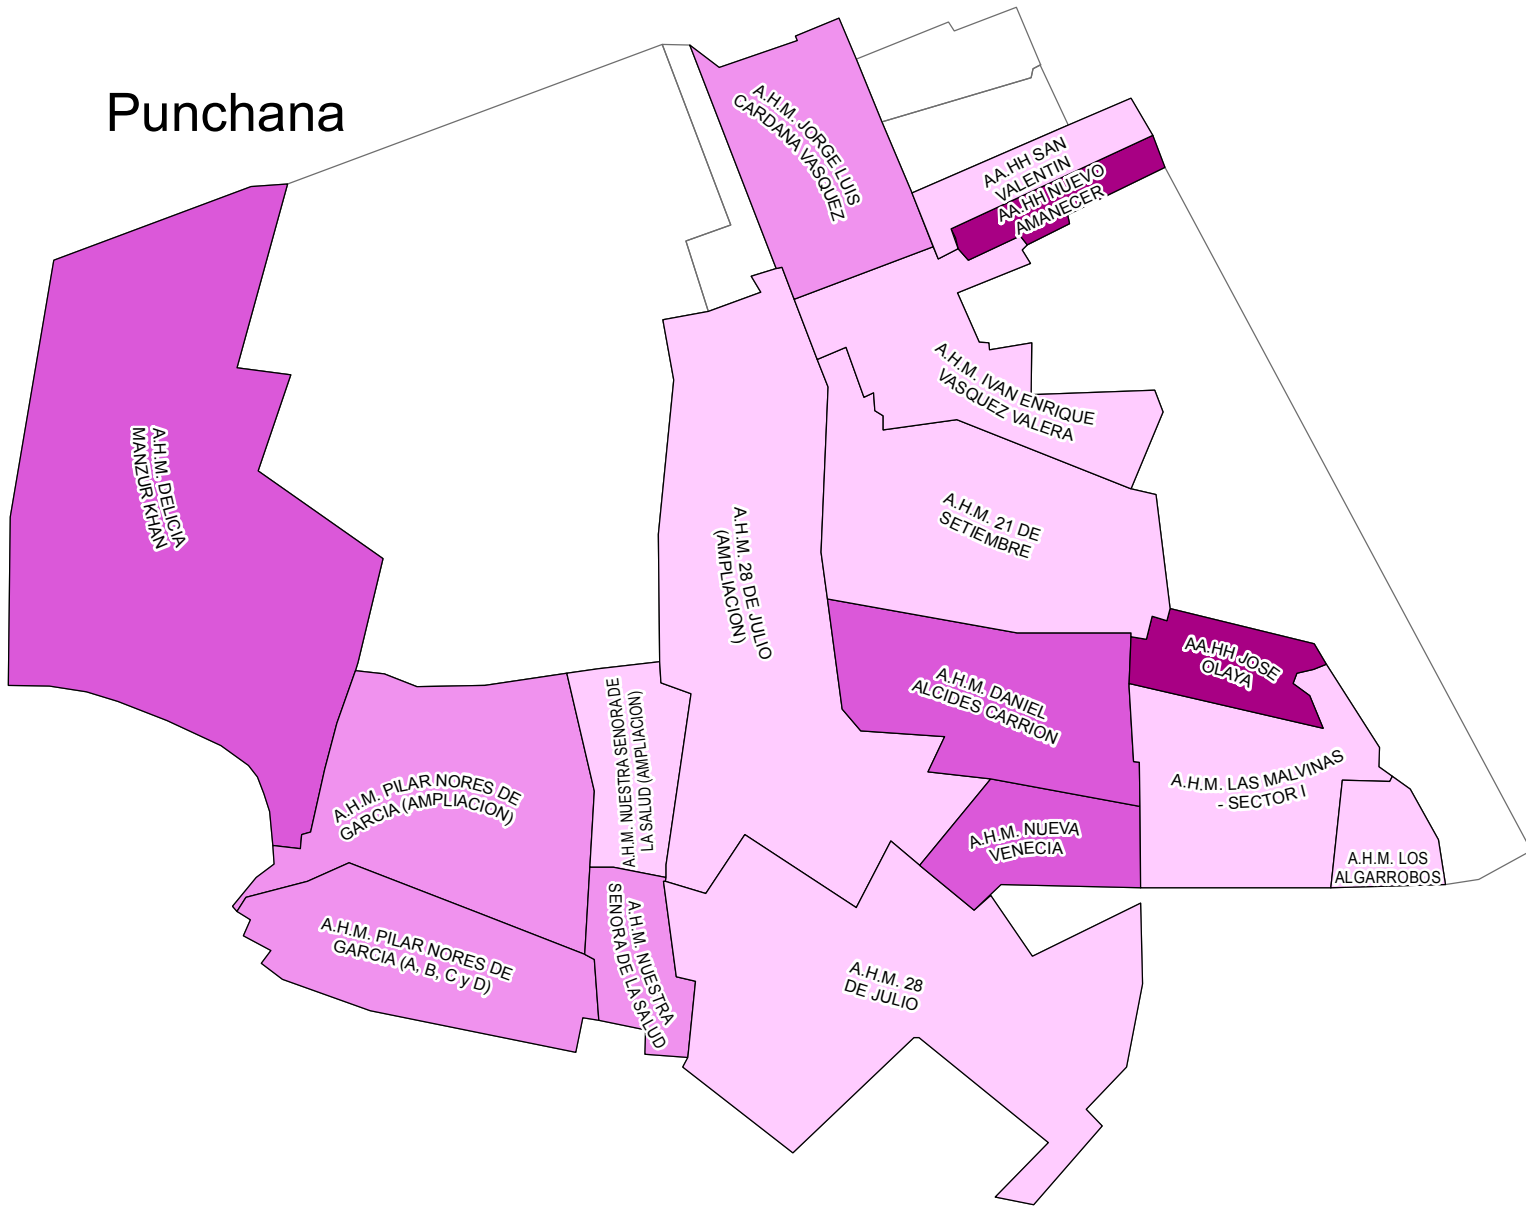 Punchana
A.H.M. JORGE LUIS
CARDANA VASQUEZ
AA.HH SAN
VALENTIN
AA.HH NUEVO
AMANECER
A.H.M. IVAN ENRIQUE
VASQUEZ VALERA
A.H.M. DELICIA
MANZUR KHAN
A.H.M. 21 DE
SETIEMBRE
A.H.M. 28 DE JULIO
(AMPLIACION)
AA.HH JOSE
OLAYA
A.H.M. DANIEL
ALCIDES CARRION
A.H.M. NUESTRA SENORA DE
LA SALUD (AMPLIACION)
A.H.M. LAS MALVINAS
- SECTOR I
A.H.M. PILAR NORES DE
GARCIA (AMPLIACION)
A.H.M. NUEVA
VENECIA
A.H.M. LOS
ALGARROBOS
A.H.M. PILAR NORES DE
GARCIA (A, B, C y D)
A.H.M. NUESTRA
SENORA DE LA SALUD
A.H.M. 28
DE JULIO